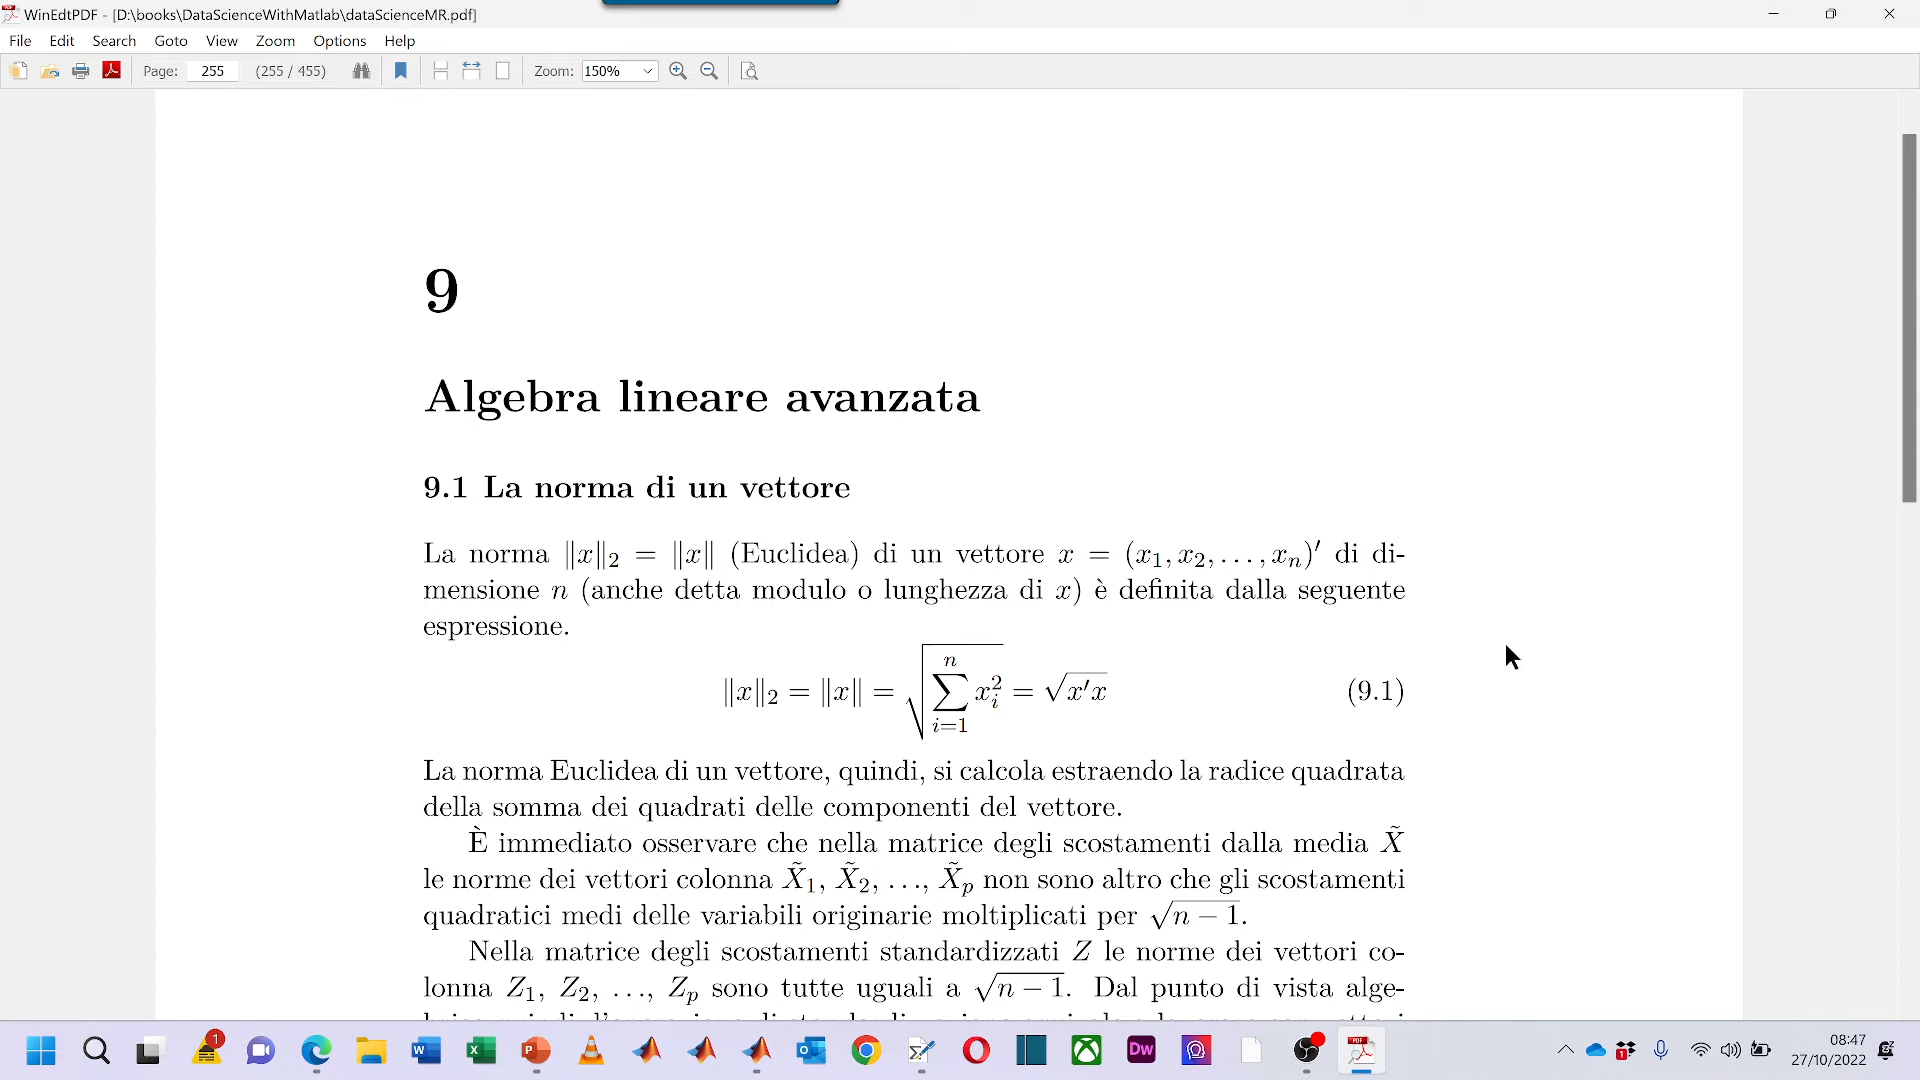 WinEdtPDF - [D:\books\DataScienceWithMatlab\dataScienceMR.pdf]
File Edit Search Goto View Zoom Options Help
Page: 255 (255 / 455) Zoom: 150%
9
Algebra lineare avanzata
9.1 La norma di un vettore
La norma ‖x‖₂ = ‖x‖ (Euclidea) di un vettore x = (x₁, x₂, . . . , xₙ)′ di di-
mensione n (anche detta modulo o lunghezza di x) è definita dalla seguente
espressione.
‖x‖₂ = ‖x‖ = √(∑ᵢ₌₁ⁿ xᵢ²) = √(x′x) (9.1)
La norma Euclidea di un vettore, quindi, si calcola estraendo la radice quadrata
della somma dei quadrati delle componenti del vettore.
È immediato osservare che nella matrice degli scostamenti dalla media X̃
le norme dei vettori colonna X̃₁, X̃₂, . . ., X̃ₚ non sono altro che gli scostamenti
quadratici medi delle variabili originarie moltiplicati per √(n − 1).
Nella matrice degli scostamenti standardizzati Z le norme dei vettori co-
lonna Z₁, Z₂, . . ., Zₚ sono tutte uguali a √(n − 1). Dal punto di vista alge-
08:47
27/10/2022